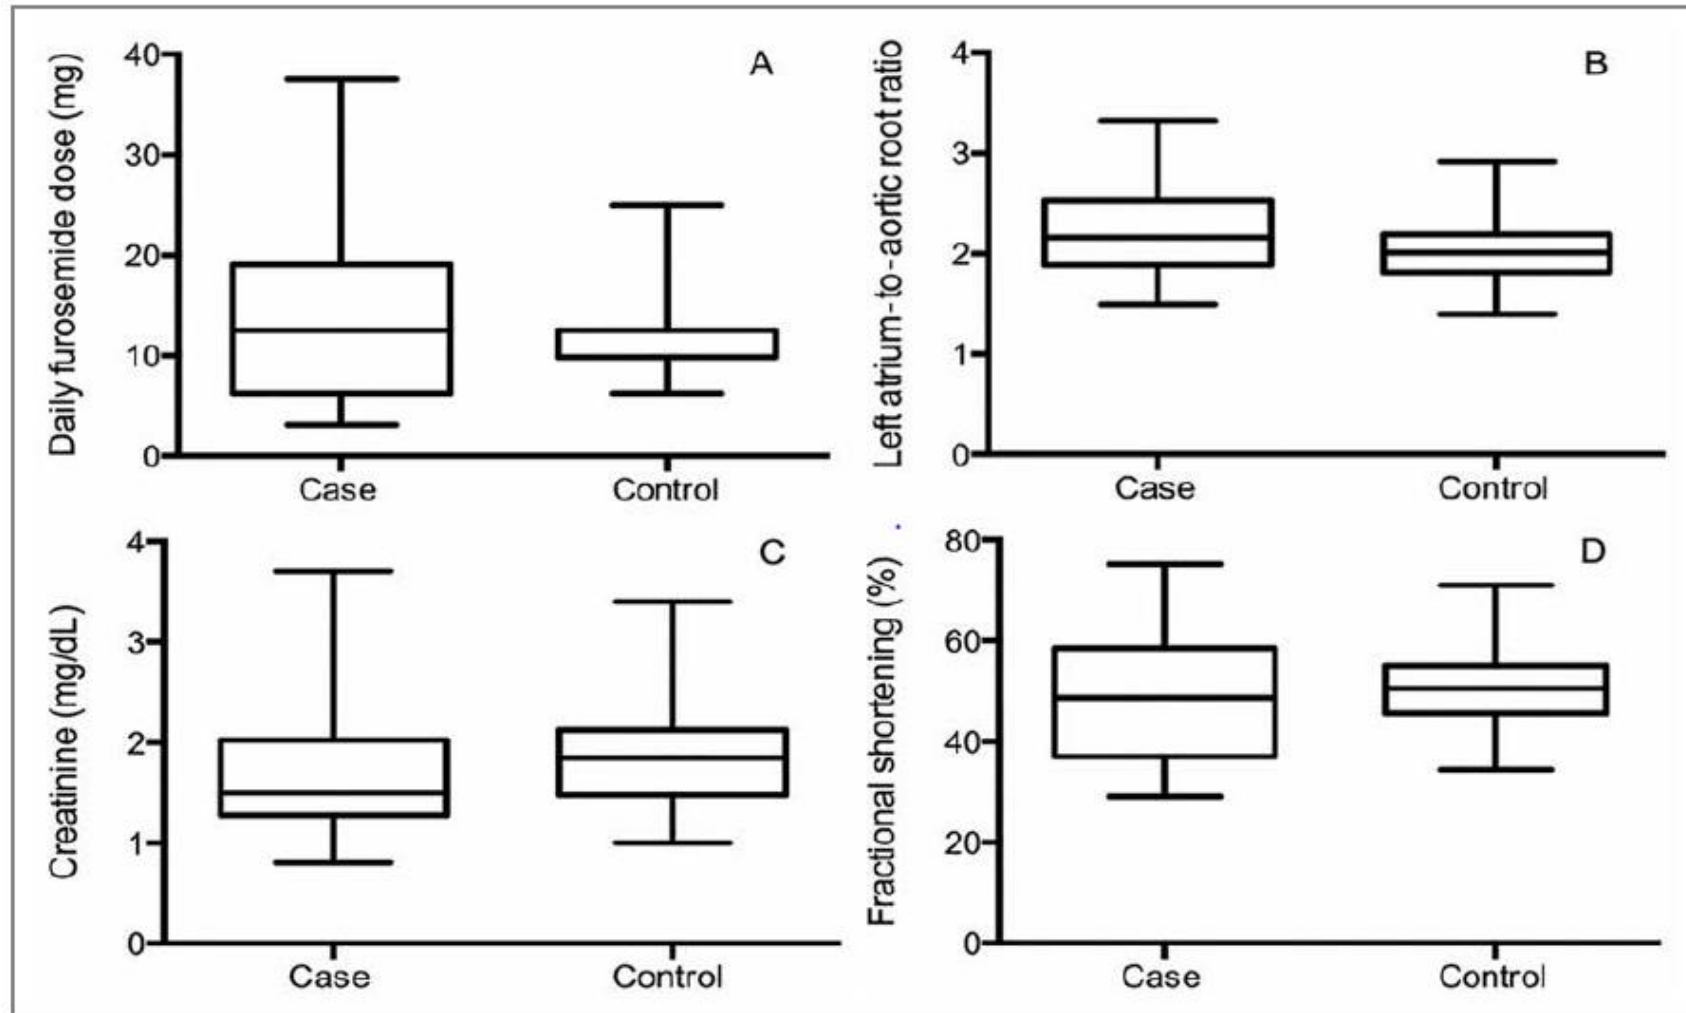 A
Daily furosemide dose (mg)
40
30
20
10
0
Case Control
B
Left atrium-to-aortic root ratio
4
3
2
1
0
Case Control
C
Creatinine (mg/dL)
4
3
2
1
0
Case Control
D
Fractional shortening (%)
80
60
40
20
0
Case Control